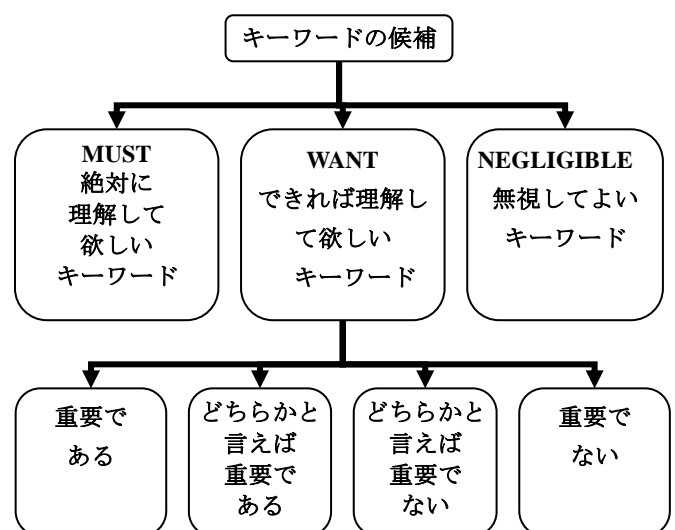 キーワードの候補
MUST
絶対に
理解して
欲しい
キーワード
WANT
できれば理解し
て欲しい
キーワード
NEGLIGIBLE
無視してよい
キーワード
重要で
ある
どちらかと
言えば
重要で
ある
どちらかと
言えば
重要で
ない
重要で
ない